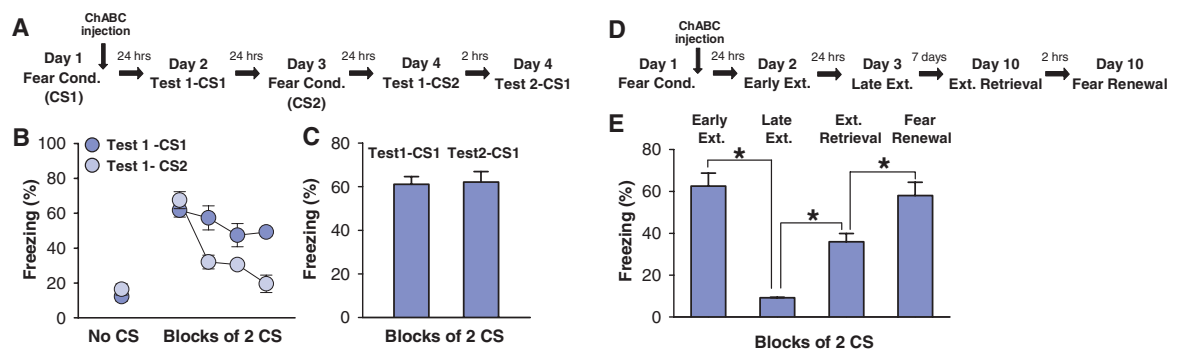 A
ChABC
injection
Day 1
Fear Cond.
(CS1)
24 hrs
Day 2
Test 1-CS1
24 hrs
Day 3
Fear Cond.
(CS2)
24 hrs
Day 4
Test 1-CS2
2 hrs
Day 4
Test 2-CS1
B
100
80
60
40
20
0
Freezing (%)
Test 1 -CS1
Test 1- CS2
No CS
Blocks of 2 CS
C
80
60
40
20
0
Freezing (%)
Test1-CS1
Test2-CS1
Blocks of 2 CS
D
ChABC
injection
Day 1
Fear Cond.
24 hrs
Day 2
Early Ext.
24 hrs
Day 3
Late Ext.
7 days
Day 10
Ext. Retrieval
2 hrs
Day 10
Fear Renewal
E
Early
Ext.
Late
Ext.
Ext.
Retrieval
Fear
Renewal
80
60
40
20
0
Freezing (%)
*
*
*
Blocks of 2 CS